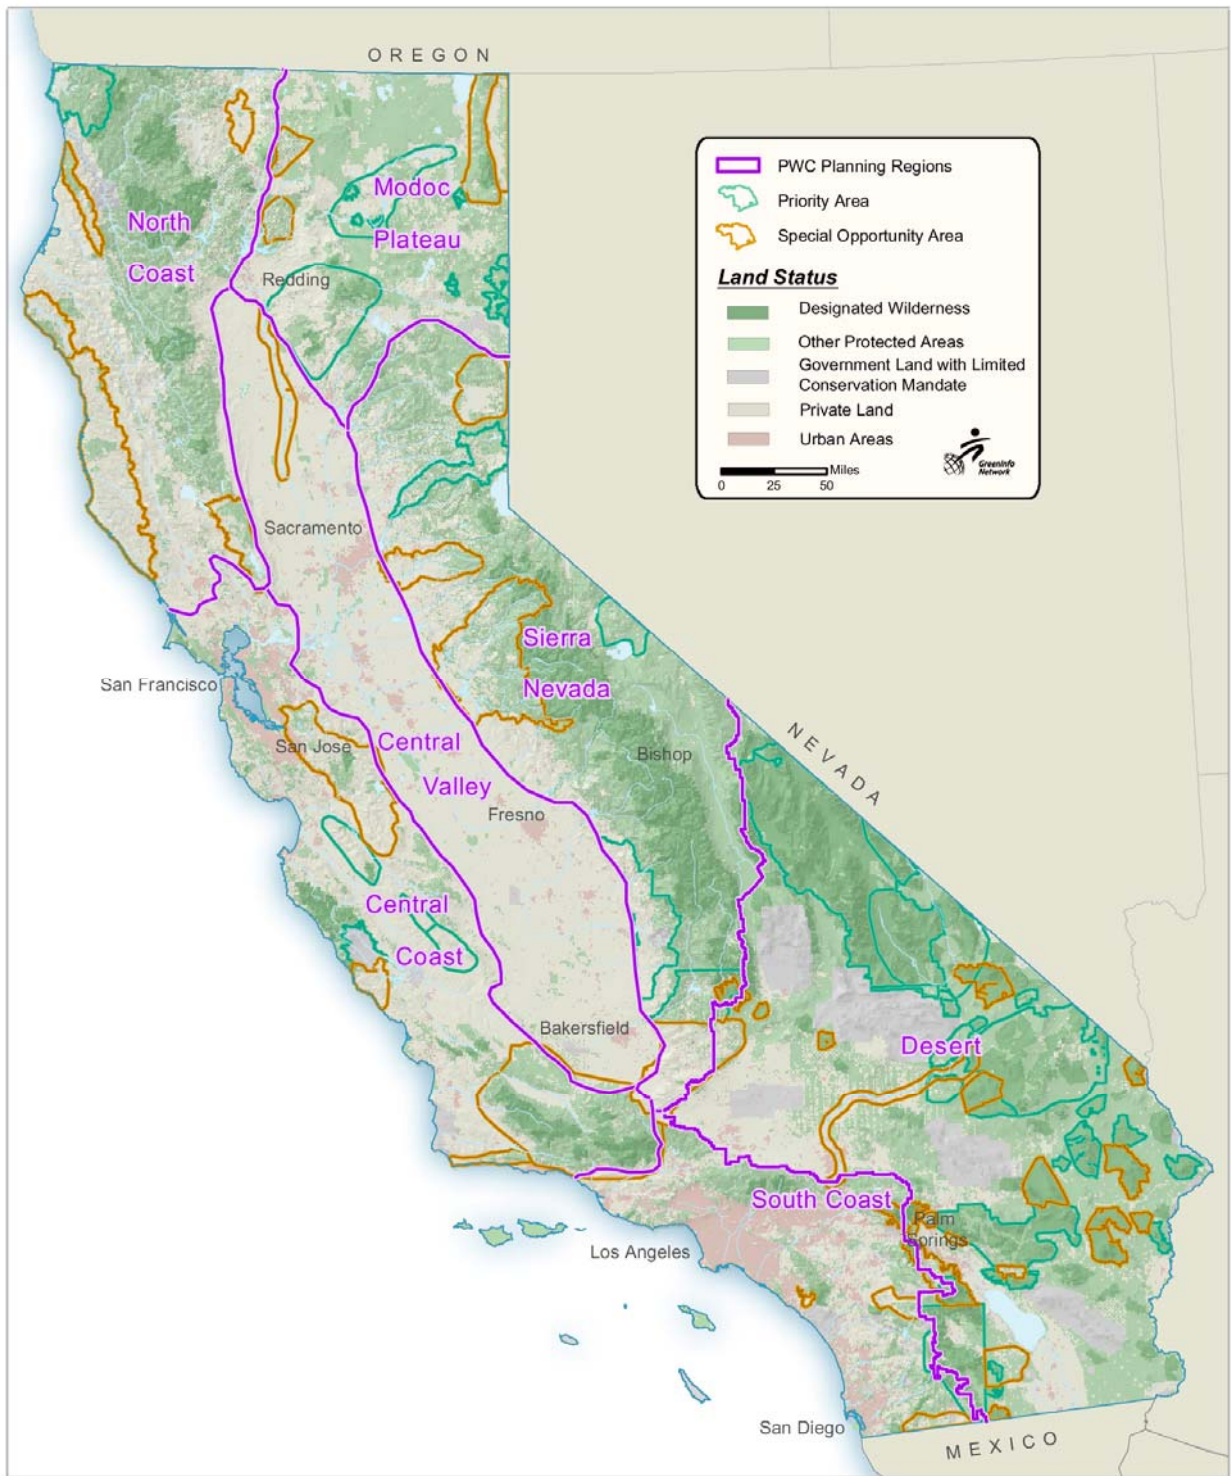 OREGON
PWC Planning Regions
Priority Area
Special Opportunity Area
Land Status
Designated Wilderness
Other Protected Areas
Government Land with Limited
Conservation Mandate
Private Land
Urban Areas
Miles
0 25 50
GreenInfo
Network
Modoc
Plateau
North
Coast
Redding
Sacramento
Sierra
Nevada
San Francisco
San Jose
Central
Valley
Bishop
NEVADA
Fresno
Central
Coast
Bakersfield
Desert
South Coast
Palm
Springs
Los Angeles
San Diego
MEXICO